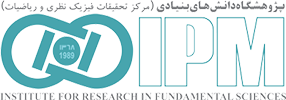 پژوهشگاه دانش‌های بنیادی (مرکز تحقیقات فیزیک نظری و ریاضیات)
۱۳۶۸
1989
IPM
INSTITUTE FOR RESEARCH IN FUNDAMENTAL SCIENCES